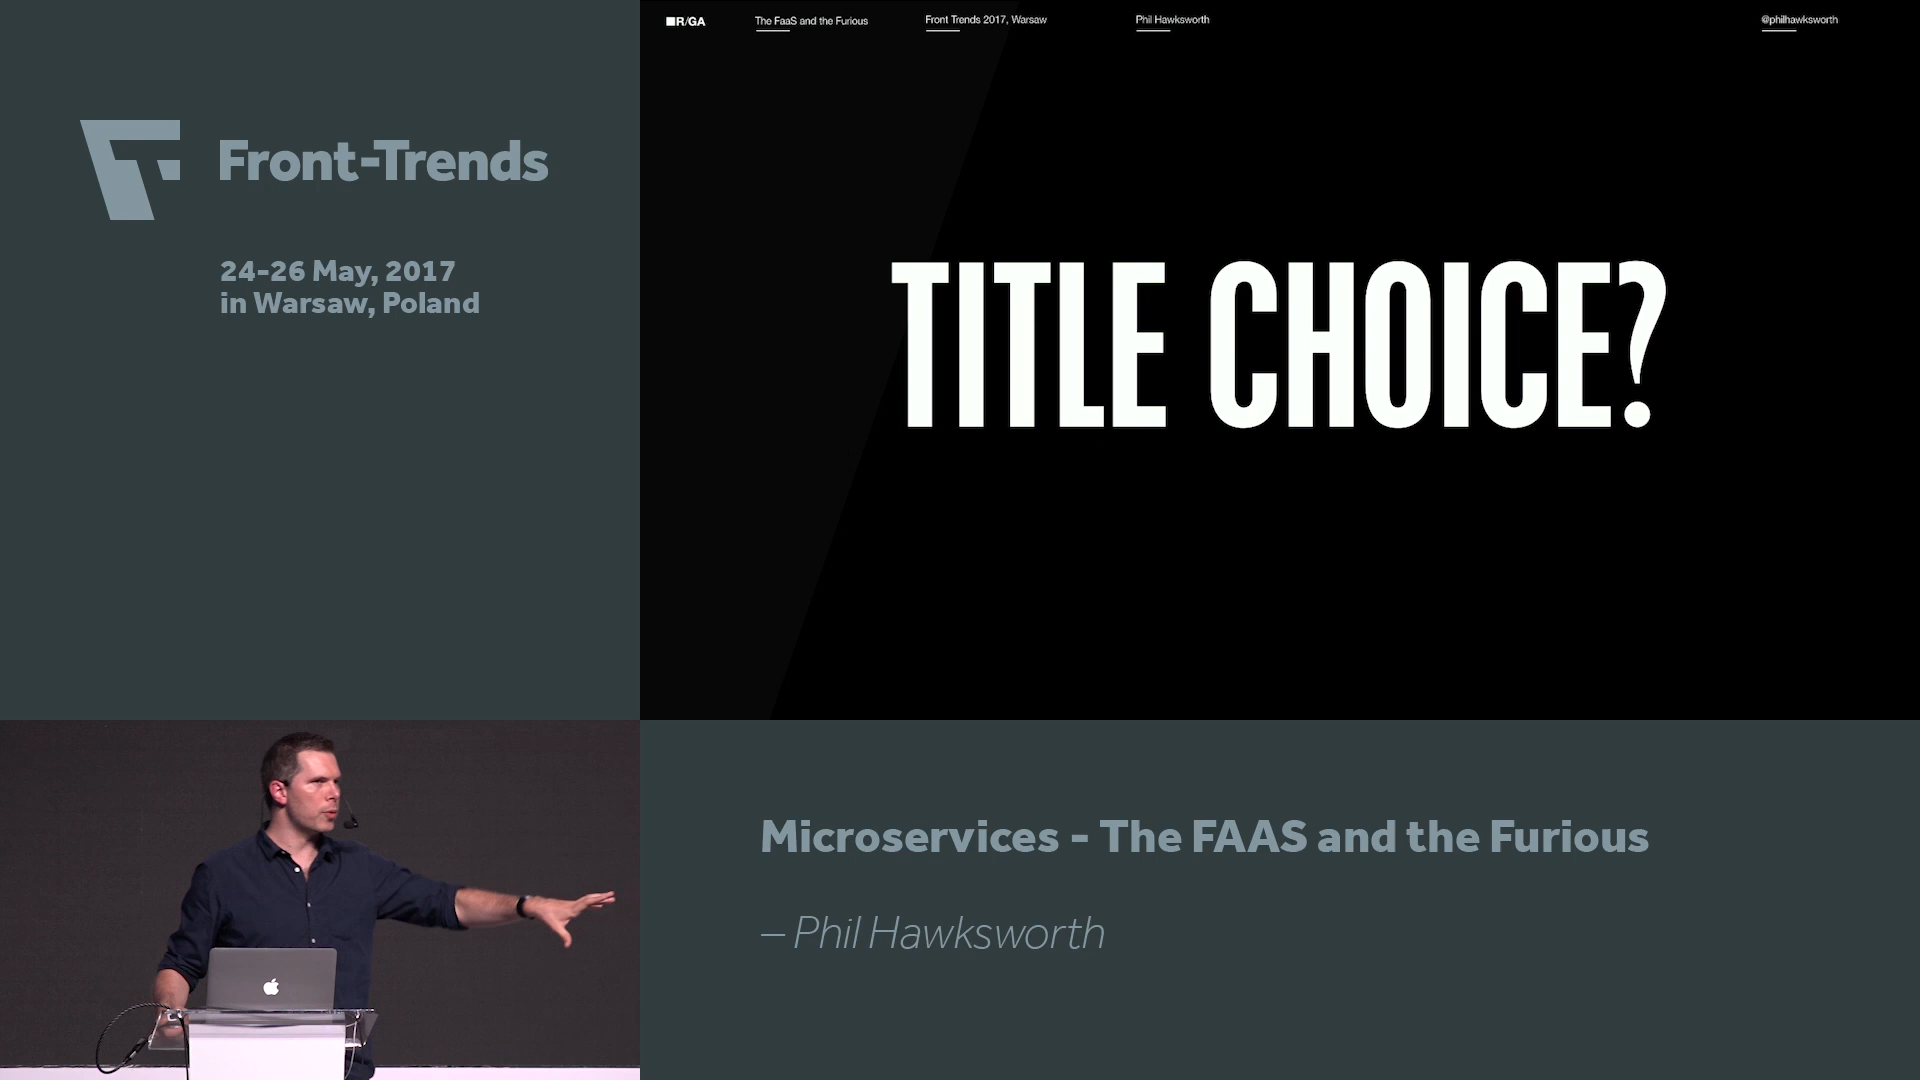 Front-Trends
24-26 May, 2017
in Warsaw, Poland
R/GA
The FaaS and the Furious
Front Trends 2017, Warsaw
Phil Hawksworth
@philhawksworth
TITLE CHOICE?
Microservices - The FAAS and the Furious
– Phil Hawksworth